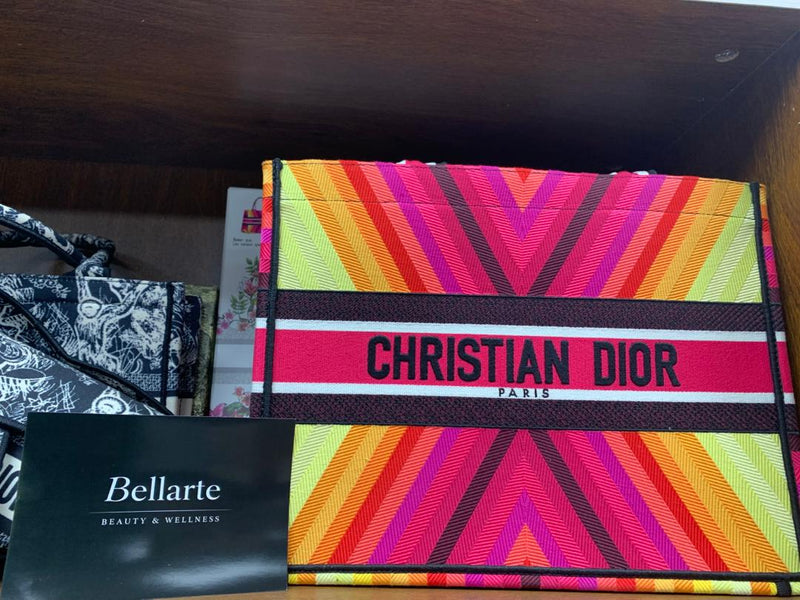 CHRISTIAN DIOR
PARIS
Bellarte
BEAUTY & WELLNESS